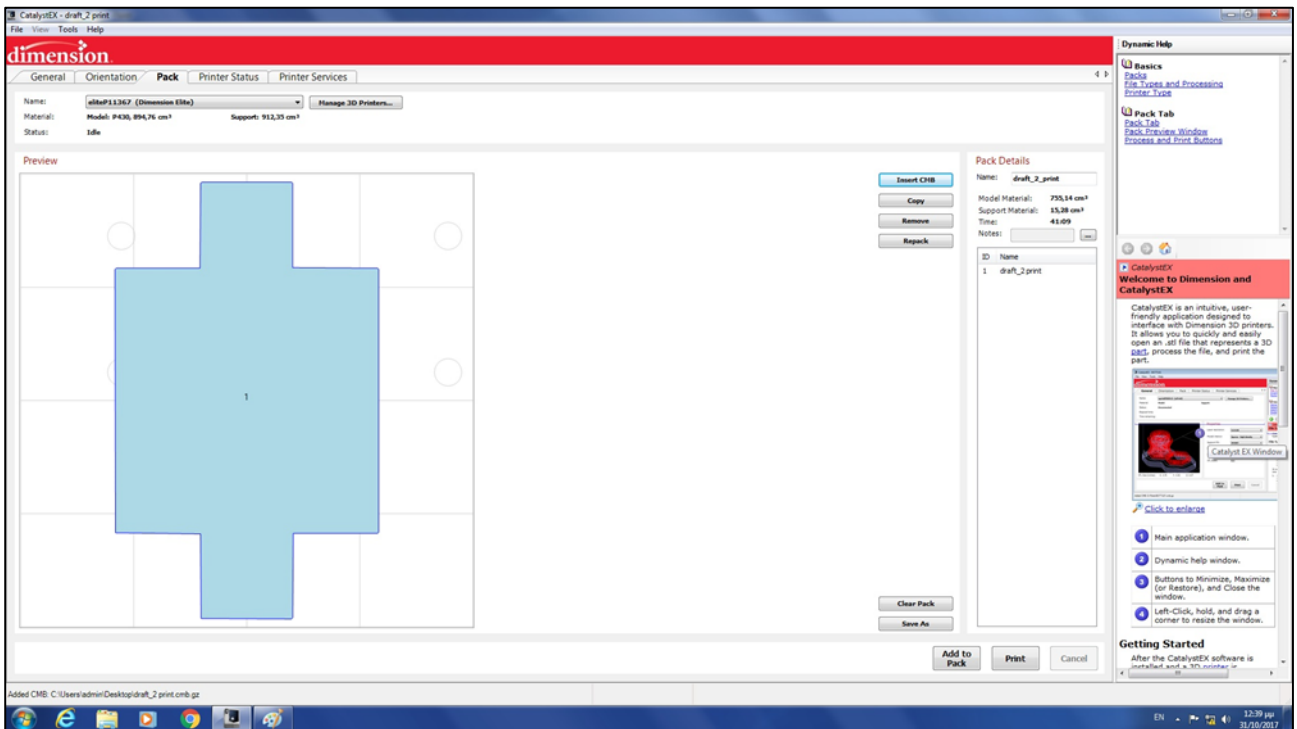 CatalystEX - draft_2 print
File View Tools Help
dimension
General Orientation Pack Printer Status Printer Services
Name: eliteP11367 (Dimension Elite) Manage 3D Printers...
Material: Model: P430, 894,76 cm³ Support: 912,35 cm³
Status: Idle
Preview
1
Insert CMB
Copy
Remove
Repack
Clear Pack
Save As
Pack Details
Name: draft_2_print
Model Material: 755,14 cm³
Support Material: 15,28 cm³
Time: 41:09
Notes: ...
ID Name
1 draft_2 print
Add to Pack Print Cancel
Added CMB: C:\Users\admin\Desktop\draft_2 print.cmb.gz
Dynamic Help
Basics
Packs
File Types and Processing
Printer Type
Pack Tab
Pack Tab
Pack Preview Window
Process and Print Buttons
CatalystEX
Welcome to Dimension and
CatalystEX
CatalystEX is an intuitive, user-
friendly application designed to
interface with Dimension 3D printers.
It allows you to quickly and easily
open an .stl file that represents a 3D
part, process the file, and print the
part.
Catalyst EX Window
Click to enlarge
1 Main application window.
2 Dynamic help window.
3 Buttons to Minimize, Maximize
(or Restore), and Close the
window.
4 Left-Click, hold, and drag a
corner to resize the window.
Getting Started
After the CatalystEX software is
installed and a 3D printer is
EN 12:39 μμ
31/10/2017